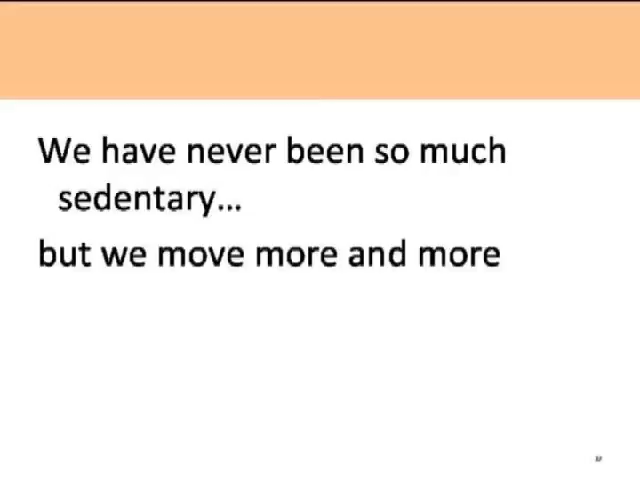 We have never been so much
sedentary...
but we move more and more